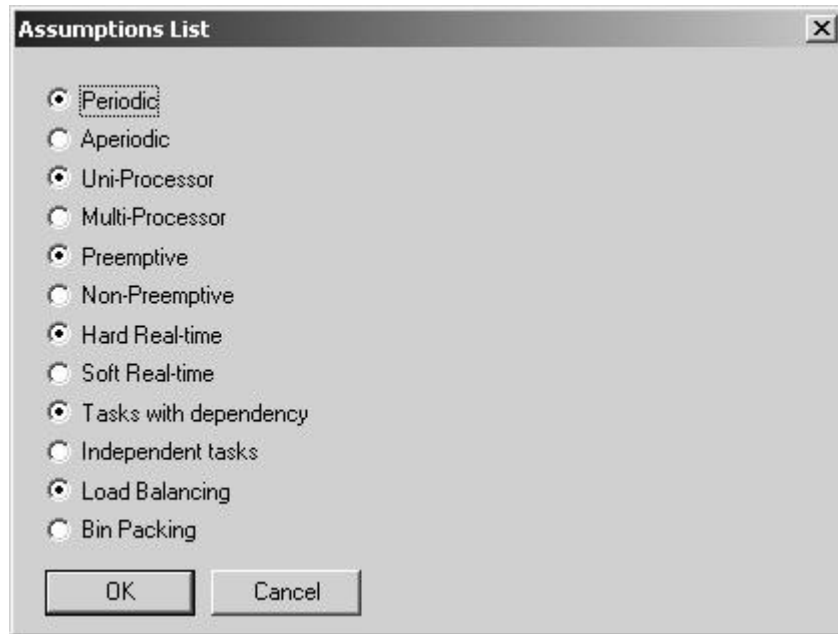 Assumptions List
Periodic
Aperiodic
Uni-Processor
Multi-Processor
Preemptive
Non-Preemptive
Hard Real-time
Soft Real-time
Tasks with dependency
Independent tasks
Load Balancing
Bin Packing
OK Cancel